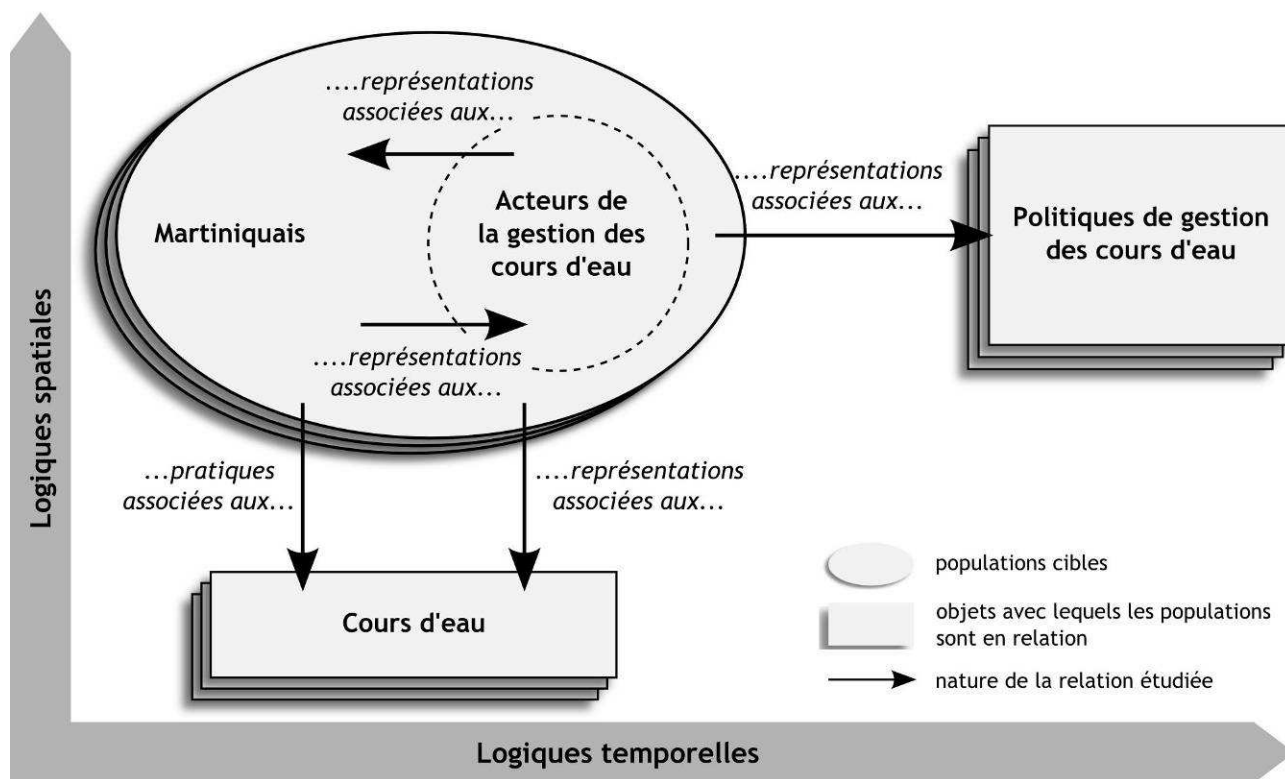 Logiques spatiales
....représentations
associées aux...
Martiniquais
Acteurs de
la gestion des
cours d'eau
....représentations
associées aux...
....représentations
associées aux...
Politiques de gestion
des cours d'eau
...pratiques
associées aux...
....représentations
associées aux...
Cours d'eau
populations cibles
objets avec lequels les populations
sont en relation
nature de la relation étudiée
Logiques temporelles